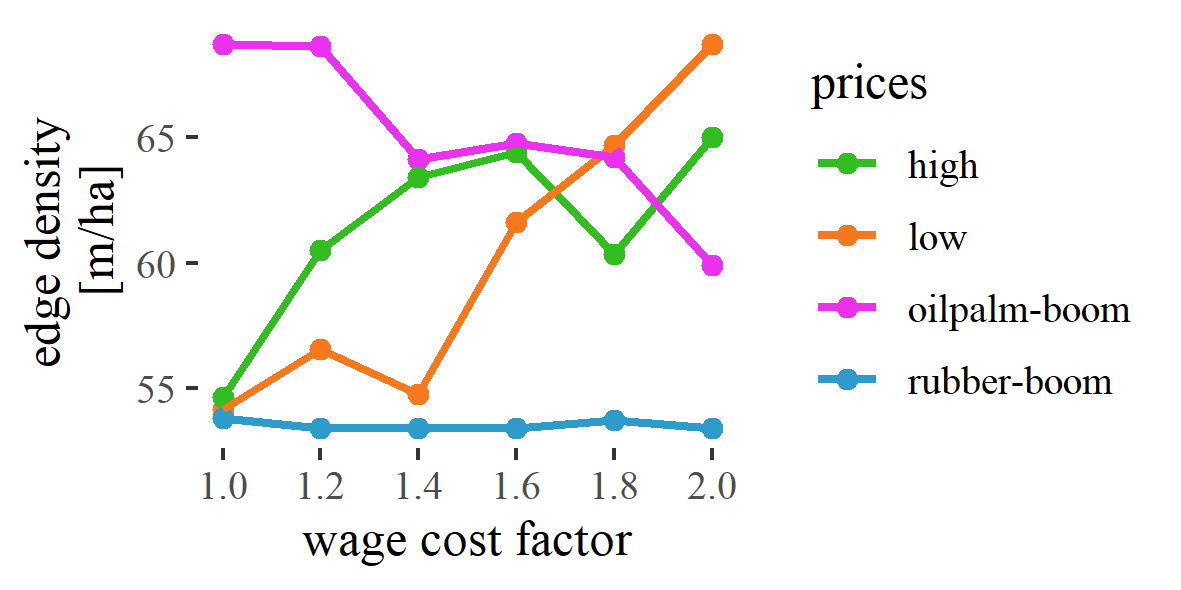 edge density
[m/ha]
65
60
55
1.0 1.2 1.4 1.6 1.8 2.0
wage cost factor
prices
high
low
oilpalm-boom
rubber-boom